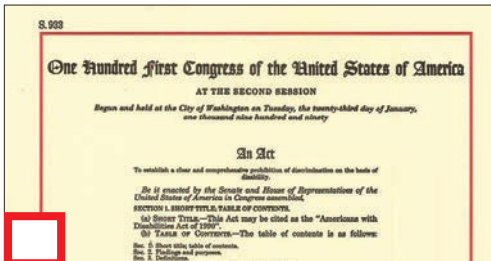 S. 933
One Hundred First Congress of the United States of America
AT THE SECOND SESSION
Begun and held at the City of Washington on Tuesday, the twenty-third day of January,
one thousand nine hundred and ninety
An Act
To establish a clear and comprehensive prohibition of discrimination on the basis of
disability.
Be it enacted by the Senate and House of Representatives of the
United States of America in Congress assembled,
SECTION 1. SHORT TITLE; TABLE OF CONTENTS.
(a) SHORT TITLE.—This Act may be cited as the "Americans with
Disabilities Act of 1990".
(b) TABLE OF CONTENTS.—The table of contents is as follows:
Sec. 1. Short title; table of contents.
Sec. 2. Findings and purposes.
Sec. 3. Definitions.